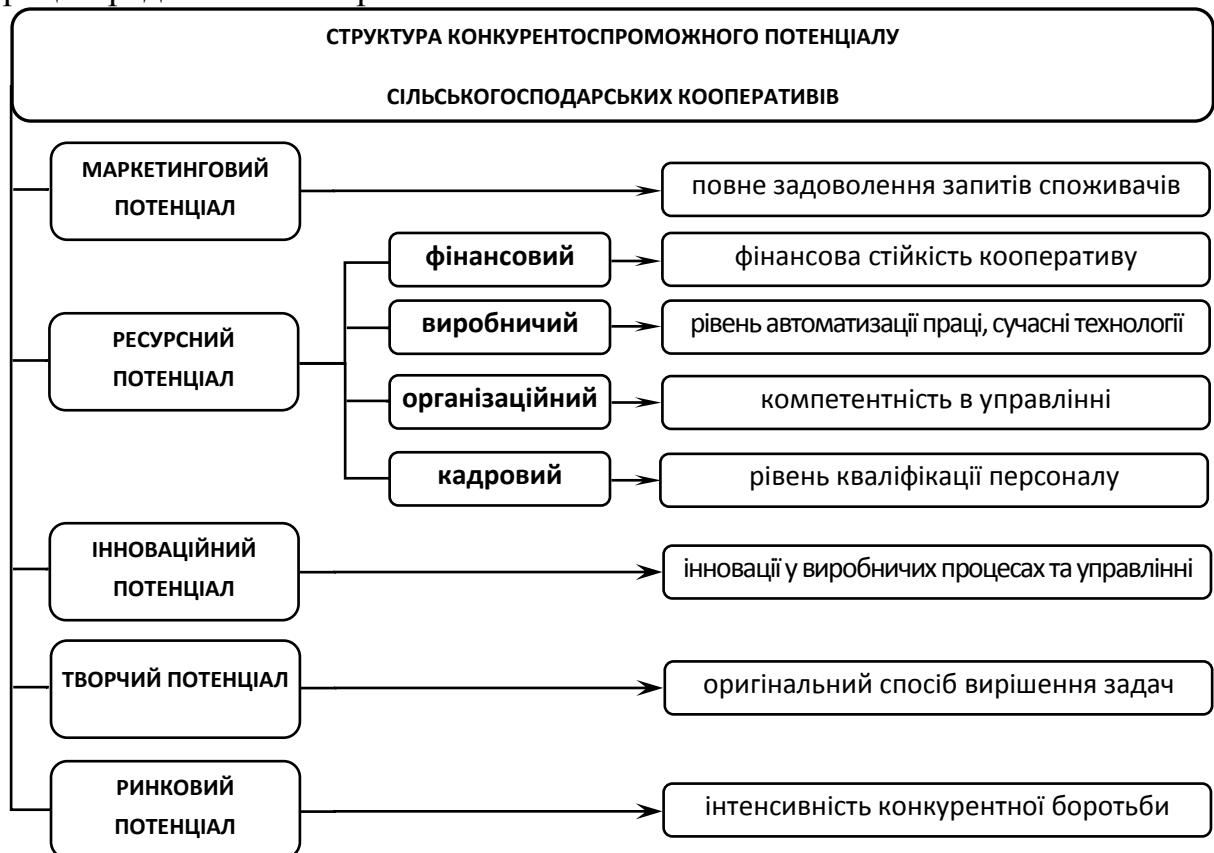 СТРУКТУРА КОНКУРЕНТОСПРОМОЖНОГО ПОТЕНЦІАЛУ
СІЛЬСЬКОГОСПОДАРСЬКИХ КООПЕРАТИВІВ
МАРКЕТИНГОВИЙ
ПОТЕНЦІАЛ
повне задоволення запитів споживачів
РЕСУРСНИЙ
ПОТЕНЦІАЛ
фінансовий
фінансова стійкість кооперативу
виробничий
рівень автоматизації праці, сучасні технології
організаційний
компетентність в управлінні
кадровий
рівень кваліфікації персоналу
ІННОВАЦІЙНИЙ
ПОТЕНЦІАЛ
інновації у виробничих процесах та управлінні
ТВОРЧИЙ ПОТЕНЦІАЛ
оригінальний спосіб вирішення задач
РИНКОВИЙ
ПОТЕНЦІАЛ
інтенсивність конкурентної боротьби